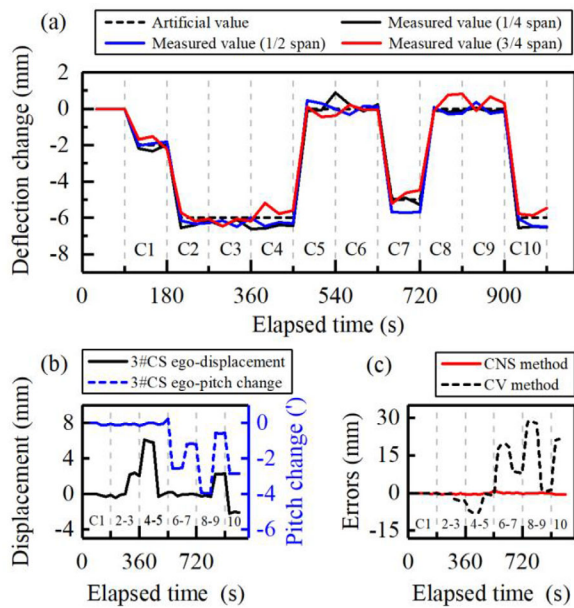 (a)
Artificial value
Measured value (1/4 span)
Measured value (1/2 span)
Measured value (3/4 span)
Deflection change (mm)
2
0
-2
-4
-6
-8
C1 C2 C3 C4 C5 C6 C7 C8 C9 C10
0 180 360 540 720 900
Elapsed time (s)
(b)
3#CS ego-displacement
3#CS ego-pitch change
Displacement (mm)
8
4
0
-4
C1 2-3 4-5 6-7 8-9 10
0
-2
-4
-6
Pitch change (')
0 360 720
Elapsed time (s)
(c)
CNS method
CV method
Errors (mm)
30
15
0
-15
C1 2-3 4-5 6-7 8-9 10
0 360 720
Elapsed time (s)